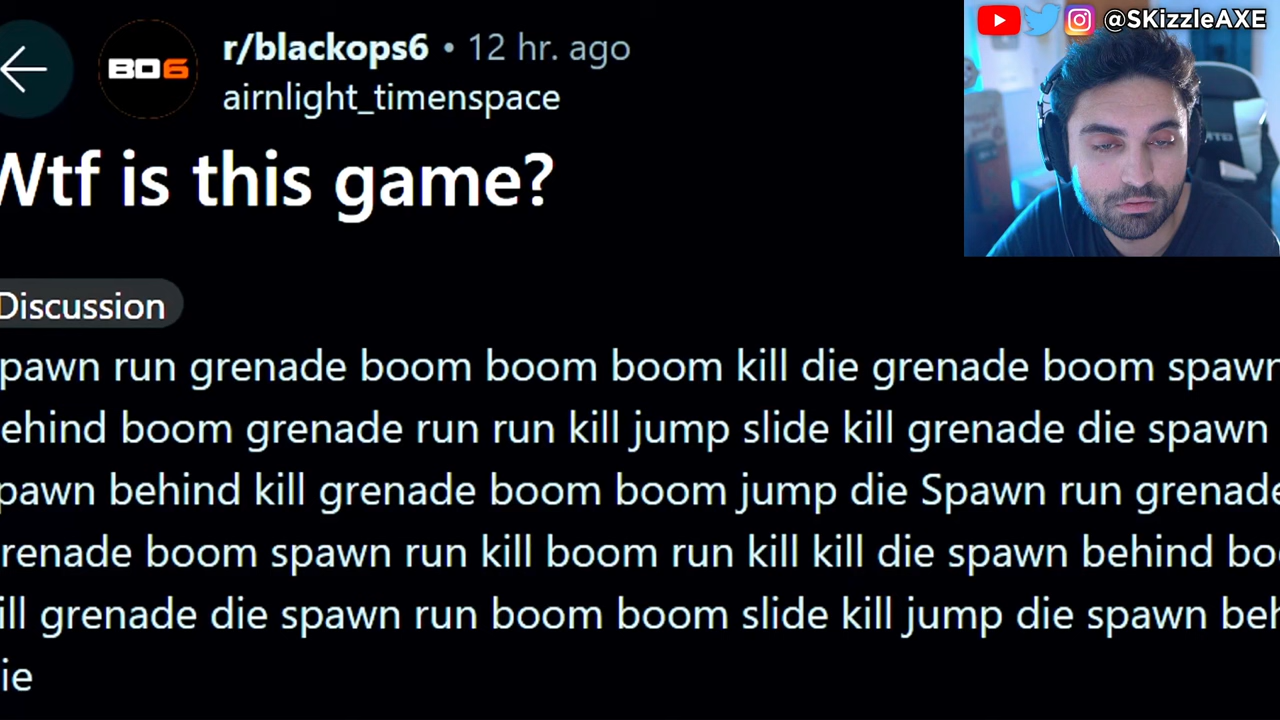 r/blackops6 • 12 hr. ago
BO6
airnlight_timenspace
@SKizzleAXE
Wtf is this game?
Discussion
pawn run grenade boom boom boom kill die grenade boom spawn
ehind boom grenade run run kill jump slide kill grenade die spawn
pawn behind kill grenade boom boom jump die Spawn run grenade
renade boom spawn run kill boom run kill kill die spawn behind bo
ill grenade die spawn run boom boom slide kill jump die spawn beh
ie